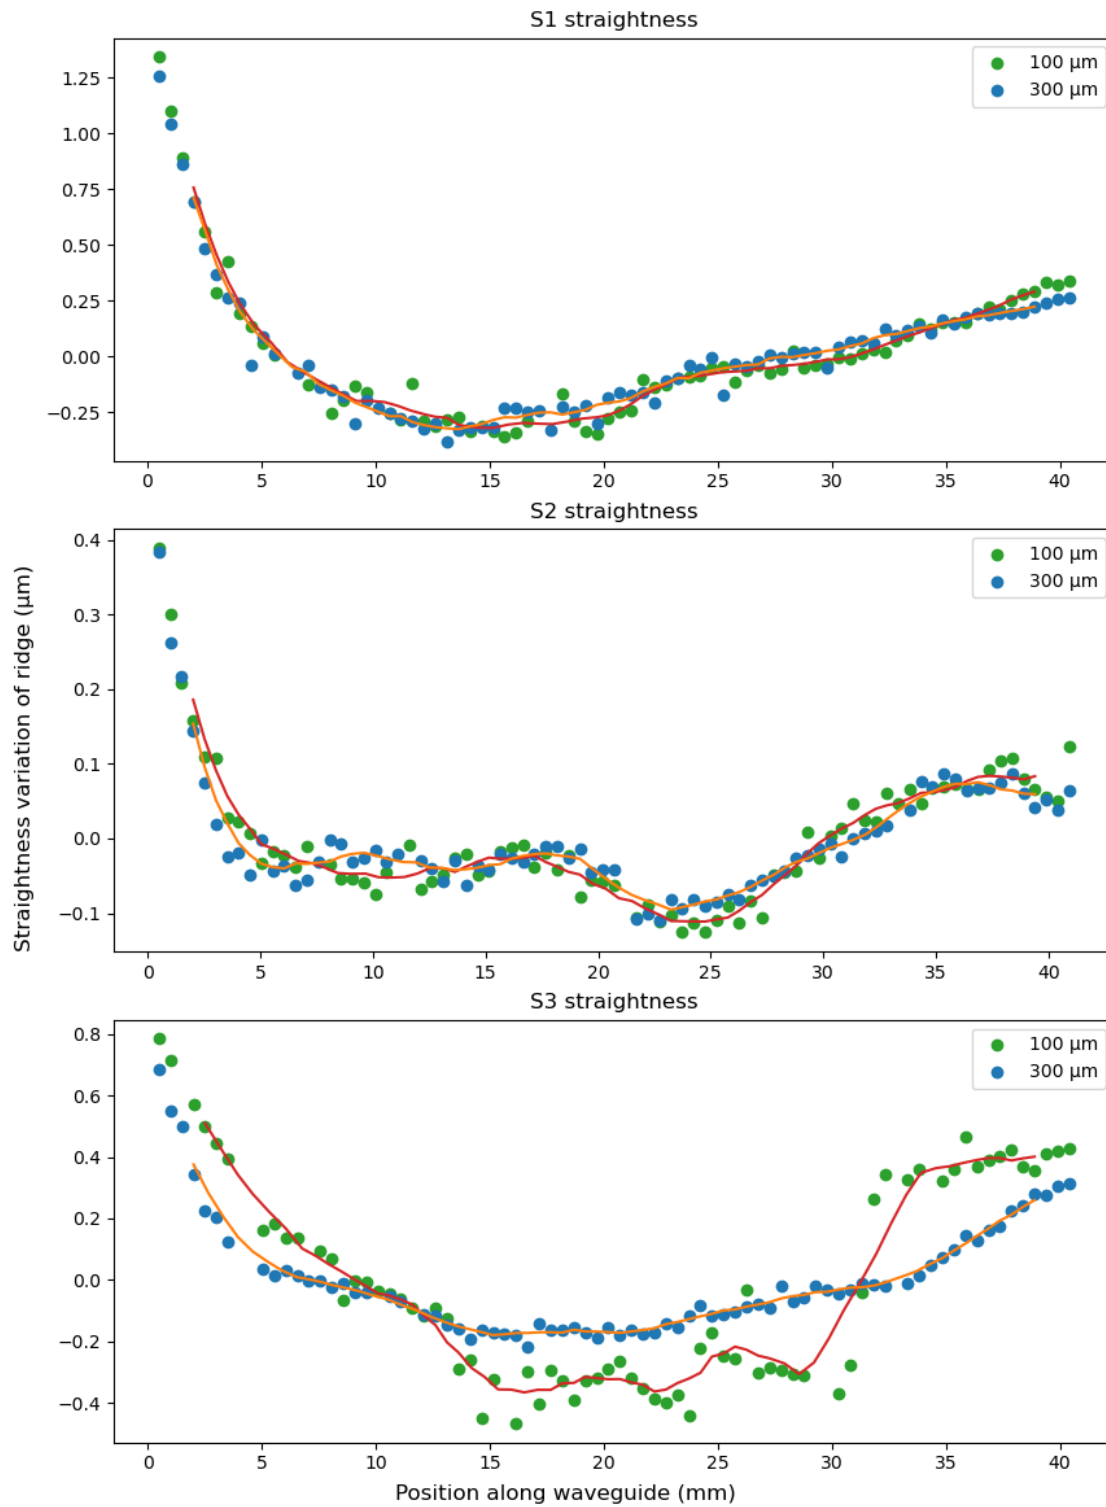 S1 straightness
100 µm
300 µm
1.25
1.00
0.75
0.50
0.25
0.00
−0.25
0 5 10 15 20 25 30 35 40
S2 straightness
100 µm
300 µm
0.4
0.3
0.2
0.1
0.0
−0.1
0 5 10 15 20 25 30 35 40
Straightness variation of ridge (µm)
S3 straightness
100 µm
300 µm
0.8
0.6
0.4
0.2
0.0
−0.2
−0.4
0 5 10 15 20 25 30 35 40
Position along waveguide (mm)